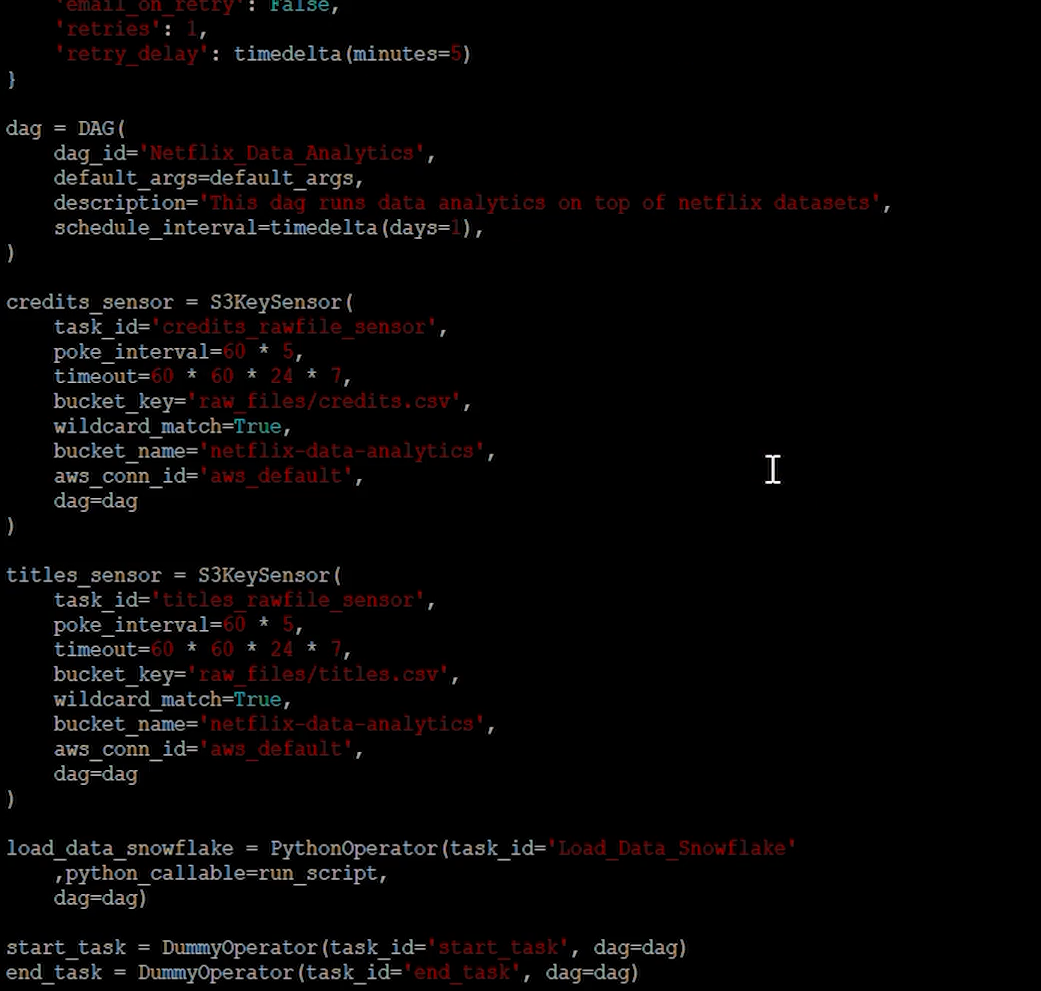 'email_on_retry': False,
    'retries': 1,
    'retry_delay': timedelta(minutes=5)
}

dag = DAG(
    dag_id='Netflix_Data_Analytics',
    default_args=default_args,
    description='This dag runs data analytics on top of netflix datasets',
    schedule_interval=timedelta(days=1),
)

credits_sensor = S3KeySensor(
    task_id='credits_rawfile_sensor',
    poke_interval=60 * 5,
    timeout=60 * 60 * 24 * 7,
    bucket_key='raw_files/credits.csv',
    wildcard_match=True,
    bucket_name='netflix-data-analytics',
    aws_conn_id='aws_default',
    dag=dag
)

titles_sensor = S3KeySensor(
    task_id='titles_rawfile_sensor',
    poke_interval=60 * 5,
    timeout=60 * 60 * 24 * 7,
    bucket_key='raw_files/titles.csv',
    wildcard_match=True,
    bucket_name='netflix-data-analytics',
    aws_conn_id='aws_default',
    dag=dag
)

load_data_snowflake = PythonOperator(task_id='Load_Data_Snowflake'
    ,python_callable=run_script,
    dag=dag)

start_task = DummyOperator(task_id='start_task', dag=dag)
end_task = DummyOperator(task_id='end_task', dag=dag)